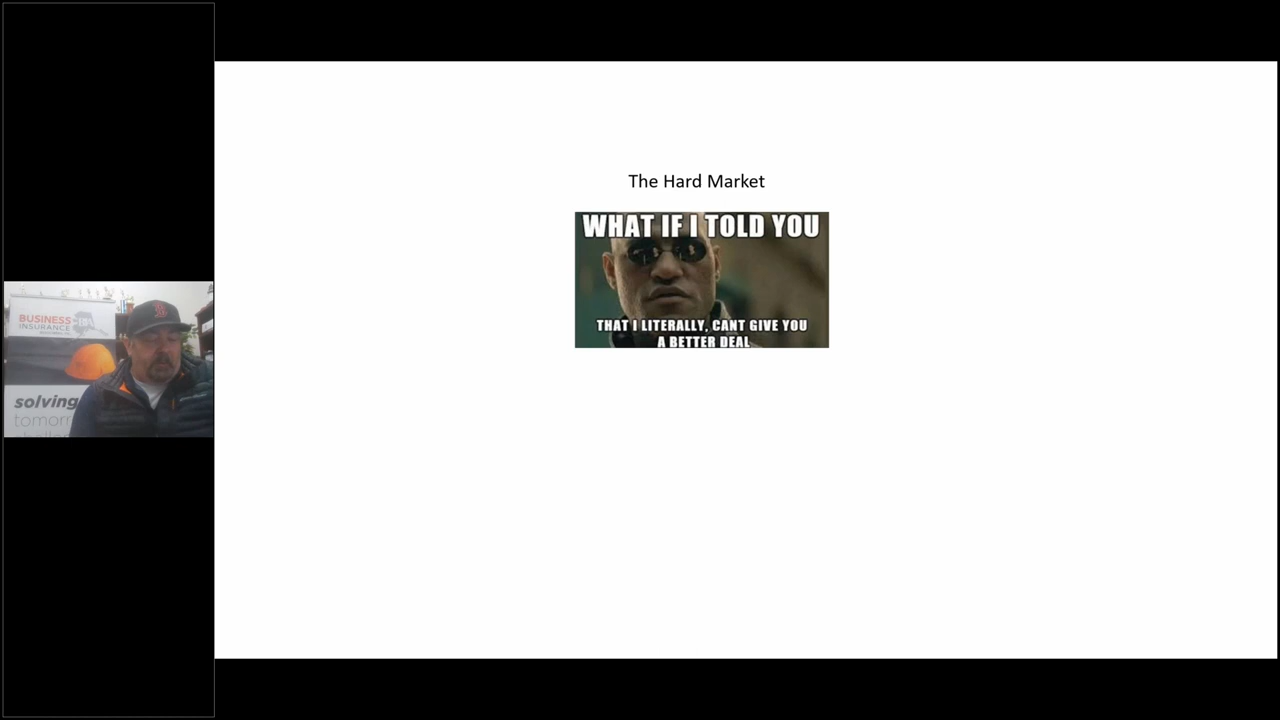 The Hard Market
WHAT IF I TOLD YOU
THAT I LITERALLY, CANT GIVE YOU
A BETTER DEAL
BUSINESS
INSURANCE
solving
tomorr